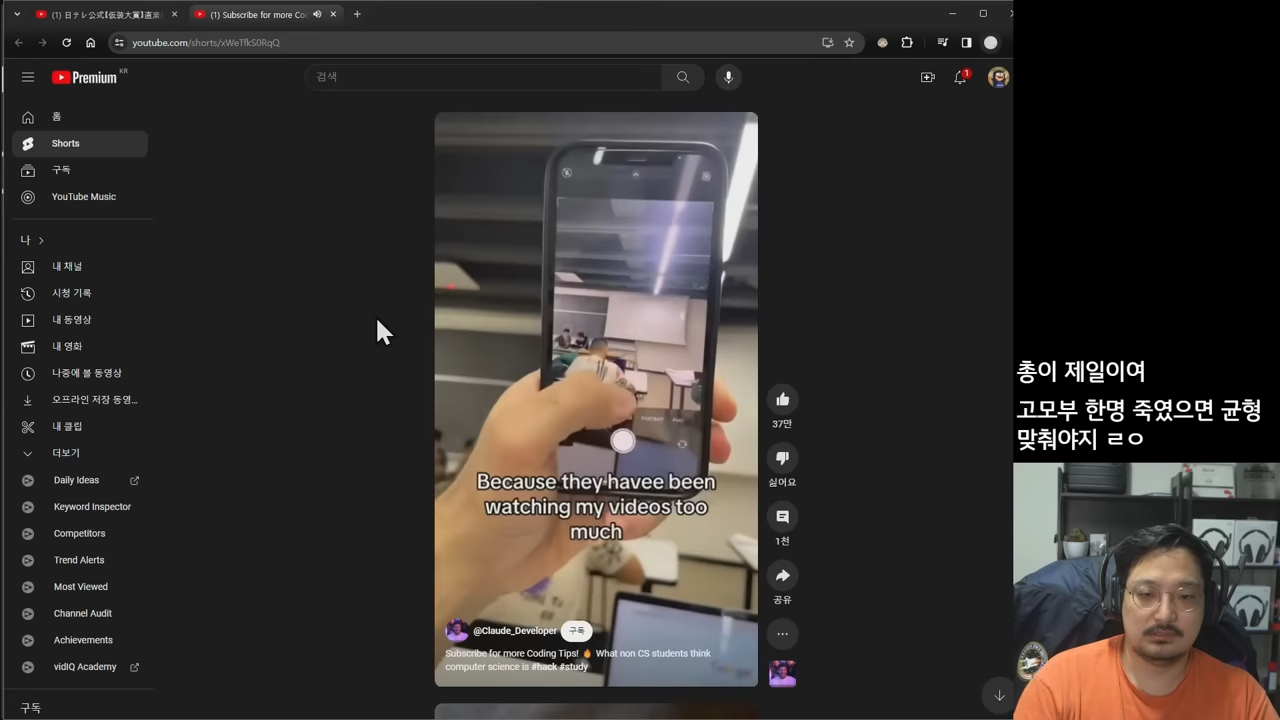 (1) 日テレ公式【仮装大賞】直
(1) Subscribe for more Co
youtube.com/shorts/xWeTfkS0RqQ
Premium KR
검색
1
홈
Shorts
구독
YouTube Music
나
내 채널
시청 기록
내 동영상
내 영화
나중에 볼 동영상
오프라인 저장 동영...
내 클립
더보기
Daily Ideas
Keyword Inspector
Competitors
Trend Alerts
Most Viewed
Channel Audit
Achievements
vidIQ Academy
구독
PORTRAIT
Because they havee been
watching my videos too
much
@Claude_Developer 구독
Subscribe for more Coding Tips! 🔥 What non CS students think
computer science is #hack #study
37만
싫어요
1천
공유
총이 제일이여
고모부 한명 죽였으면 균형
맞춰야지 ㄹㅇ